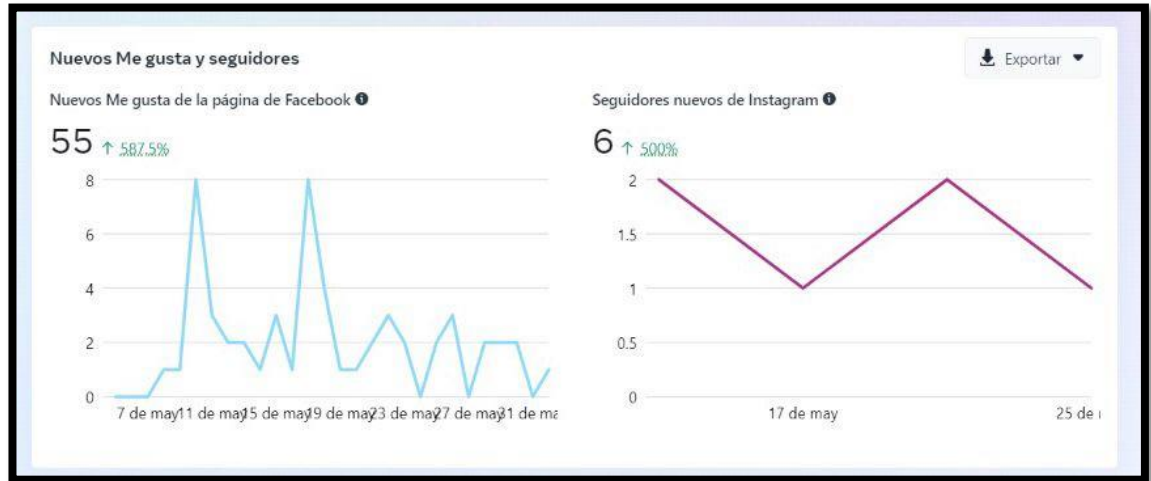 Nuevos Me gusta y seguidores
Exportar
Nuevos Me gusta de la página de Facebook
55 ↑ 587.5%
8
6
4
2
0
7 de may 11 de may 15 de may 19 de may 23 de may 27 de may 31 de ma
Seguidores nuevos de Instagram
6 ↑ 500%
2
1.5
1
0.5
0
17 de may
25 de